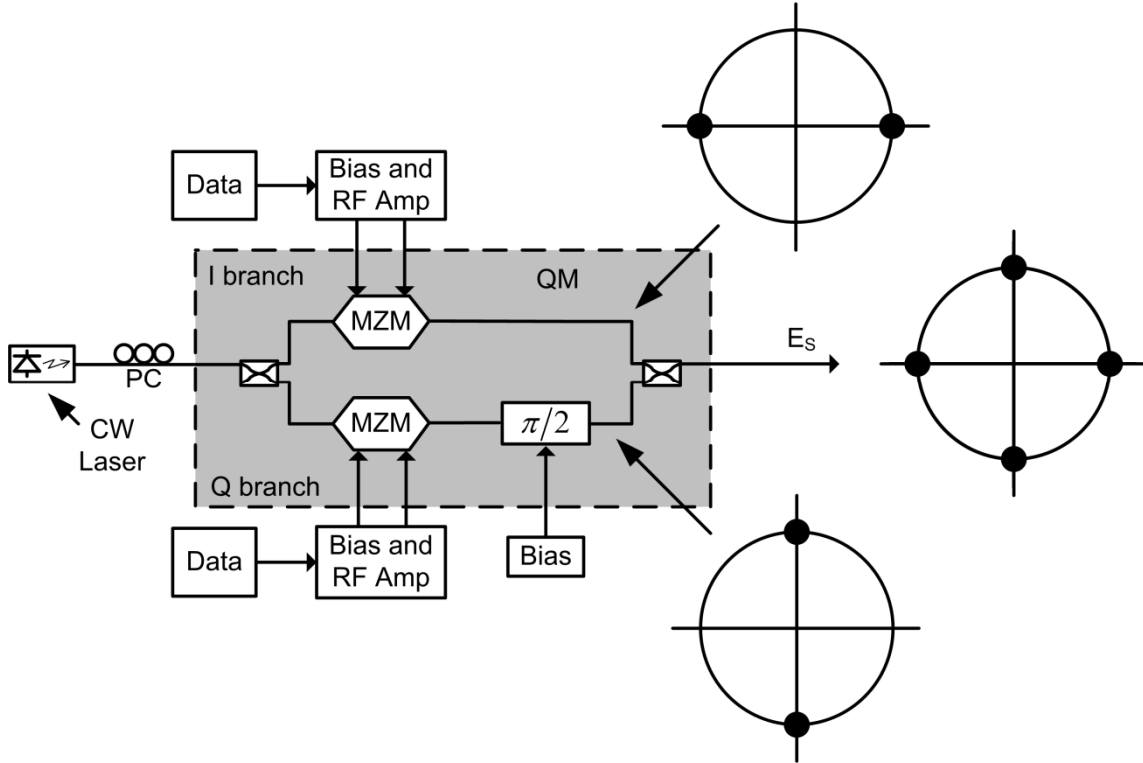 Data
Bias and
RF Amp
I branch
QM
MZM
PC
E_S
CW
Laser
MZM
π/2
Q branch
Data
Bias and
RF Amp
Bias